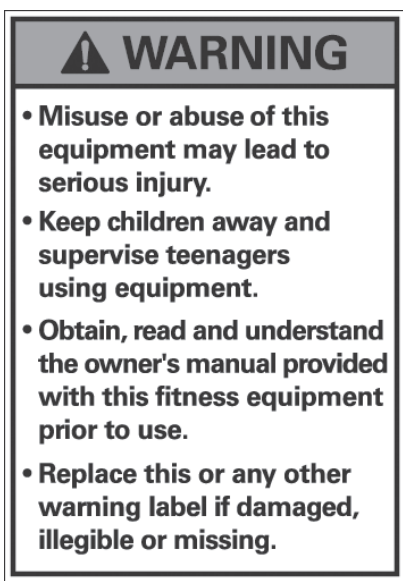 WARNING
• Misuse or abuse of this
equipment may lead to
serious injury.
• Keep children away and
supervise teenagers
using equipment.
• Obtain, read and understand
the owner's manual provided
with this fitness equipment
prior to use.
• Replace this or any other
warning label if damaged,
illegible or missing.